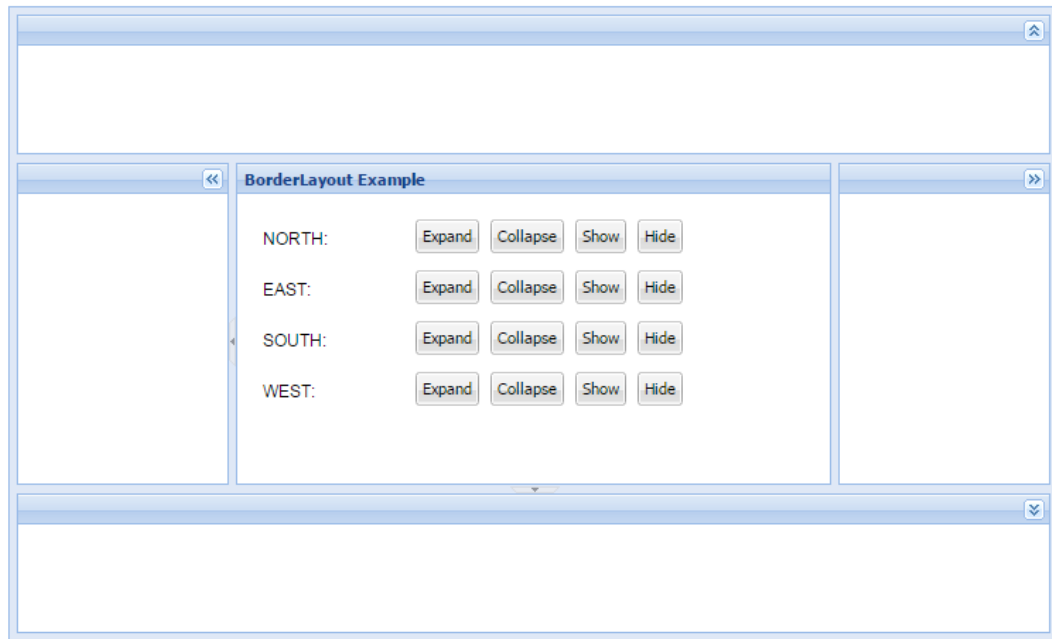 BorderLayout Example
NORTH: Expand Collapse Show Hide
EAST: Expand Collapse Show Hide
SOUTH: Expand Collapse Show Hide
WEST: Expand Collapse Show Hide